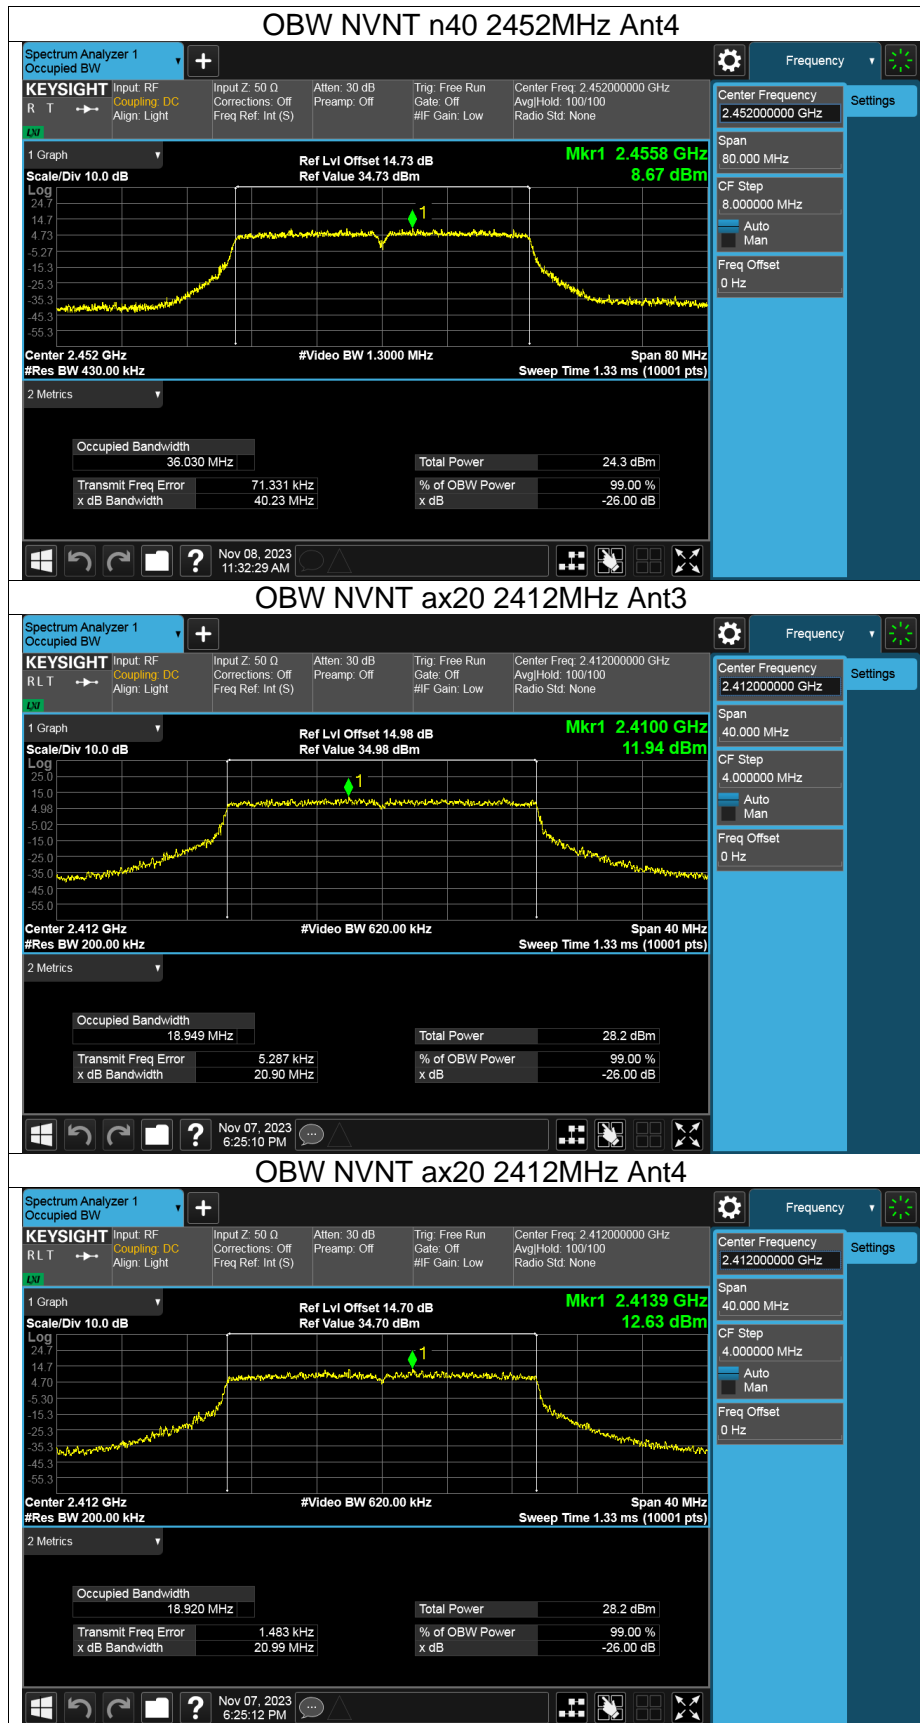 OBW NVNT n40 2452MHz Ant4
Spectrum Analyzer 1
Occupied BW
Frequency
KEYSIGHT
R T
LXI
Input: RF
Coupling: DC
Align: Light
Input Z: 50 Ω
Corrections: Off
Freq Ref: Int (S)
Atten: 30 dB
Preamp: Off
Trig: Free Run
Gate: Off
#IF Gain: Low
Center Freq: 2.452000000 GHz
Avg|Hold: 100/100
Radio Std: None
Center Frequency
2.452000000 GHz
Settings
Span
80.000 MHz
CF Step
8.000000 MHz
Auto
Man
Freq Offset
0 Hz
1 Graph
Scale/Div 10.0 dB
Ref Lvl Offset 14.73 dB
Ref Value 34.73 dBm
Mkr1 2.4558 GHz
8.67 dBm
Log
24.7
14.7
4.73
-5.27
-15.3
-25.3
-35.3
-45.3
-55.3
1
Center 2.452 GHz
#Video BW 1.3000 MHz
Span 80 MHz
#Res BW 430.00 kHz
Sweep Time 1.33 ms (10001 pts)
2 Metrics
Occupied Bandwidth
36.030 MHz
Total Power 24.3 dBm
Transmit Freq Error 71.331 kHz
% of OBW Power 99.00 %
x dB Bandwidth 40.23 MHz
x dB -26.00 dB
?
Nov 08, 2023
11:32:29 AM
OBW NVNT ax20 2412MHz Ant3
Spectrum Analyzer 1
Occupied BW
Frequency
KEYSIGHT
R L T
LXI
Input: RF
Coupling: DC
Align: Light
Input Z: 50 Ω
Corrections: Off
Freq Ref: Int (S)
Atten: 30 dB
Preamp: Off
Trig: Free Run
Gate: Off
#IF Gain: Low
Center Freq: 2.412000000 GHz
Avg|Hold: 100/100
Radio Std: None
Center Frequency
2.412000000 GHz
Settings
Span
40.000 MHz
CF Step
4.000000 MHz
Auto
Man
Freq Offset
0 Hz
1 Graph
Scale/Div 10.0 dB
Ref Lvl Offset 14.98 dB
Ref Value 34.98 dBm
Mkr1 2.4100 GHz
11.94 dBm
Log
25.0
15.0
4.98
-5.02
-15.0
-25.0
-35.0
-45.0
-55.0
1
Center 2.412 GHz
#Video BW 620.00 kHz
Span 40 MHz
#Res BW 200.00 kHz
Sweep Time 1.33 ms (10001 pts)
2 Metrics
Occupied Bandwidth
18.949 MHz
Total Power 28.2 dBm
Transmit Freq Error 5.287 kHz
% of OBW Power 99.00 %
x dB Bandwidth 20.90 MHz
x dB -26.00 dB
?
Nov 07, 2023
6:25:10 PM
OBW NVNT ax20 2412MHz Ant4
Spectrum Analyzer 1
Occupied BW
Frequency
KEYSIGHT
R L T
LXI
Input: RF
Coupling: DC
Align: Light
Input Z: 50 Ω
Corrections: Off
Freq Ref: Int (S)
Atten: 30 dB
Preamp: Off
Trig: Free Run
Gate: Off
#IF Gain: Low
Center Freq: 2.412000000 GHz
Avg|Hold: 100/100
Radio Std: None
Center Frequency
2.412000000 GHz
Settings
Span
40.000 MHz
CF Step
4.000000 MHz
Auto
Man
Freq Offset
0 Hz
1 Graph
Scale/Div 10.0 dB
Ref Lvl Offset 14.70 dB
Ref Value 34.70 dBm
Mkr1 2.4139 GHz
12.63 dBm
Log
24.7
14.7
4.70
-5.30
-15.3
-25.3
-35.3
-45.3
-55.3
1
Center 2.412 GHz
#Video BW 620.00 kHz
Span 40 MHz
#Res BW 200.00 kHz
Sweep Time 1.33 ms (10001 pts)
2 Metrics
Occupied Bandwidth
18.920 MHz
Total Power 28.2 dBm
Transmit Freq Error 1.483 kHz
% of OBW Power 99.00 %
x dB Bandwidth 20.99 MHz
x dB -26.00 dB
?
Nov 07, 2023
6:25:12 PM